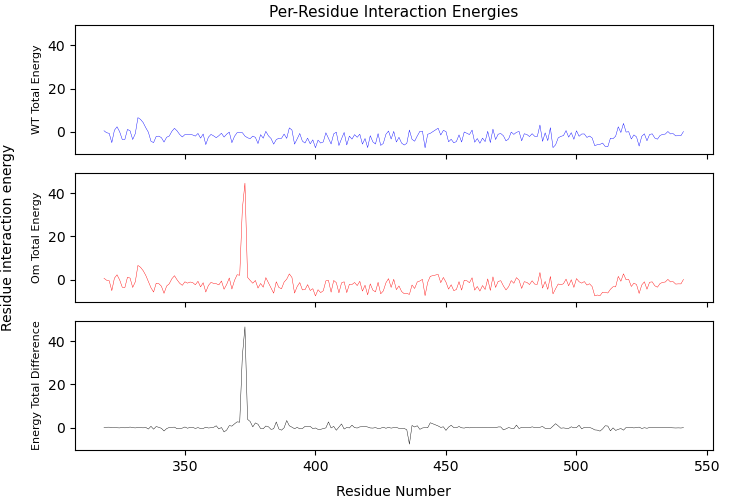 Per-Residue Interaction Energies
Residue interaction energy
WT Total Energy
40
20
0
Om Total Energy
40
20
0
Energy Total Difference
40
20
0
350
400
450
500
550
Residue Number